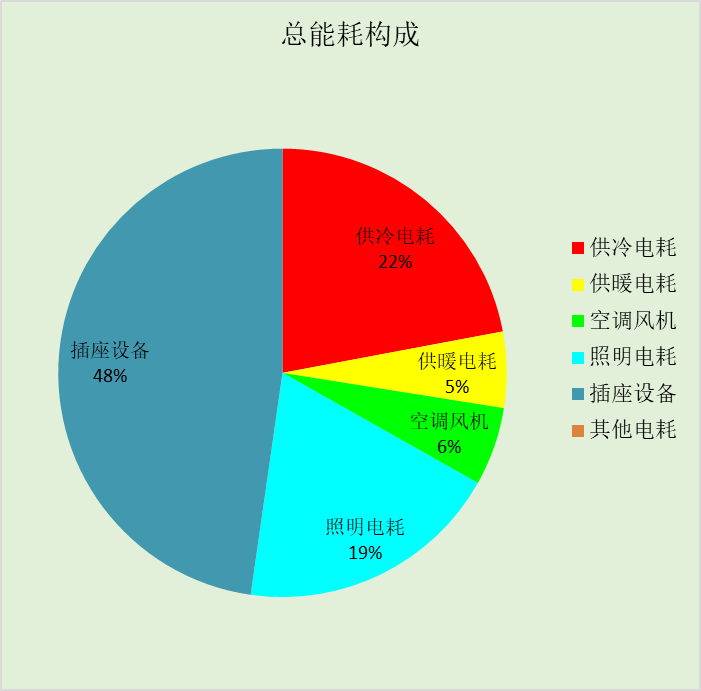 总能耗构成
供冷电耗
22%
供暖电耗
5%
空调风机
6%
照明电耗
19%
插座设备
48%
供冷电耗
供暖电耗
空调风机
照明电耗
插座设备
其他电耗